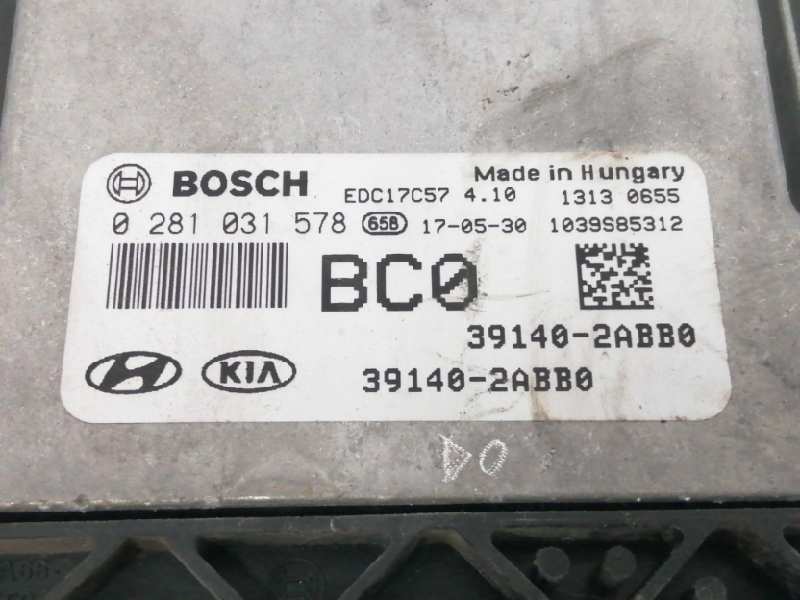 BOSCH EDC17C57 4.10 Made in Hungary 1313 0655
0 281 031 578 65B 17-05-30 1039S85312
BC0
39140-2ABB0
KIA 39140-2ABB0